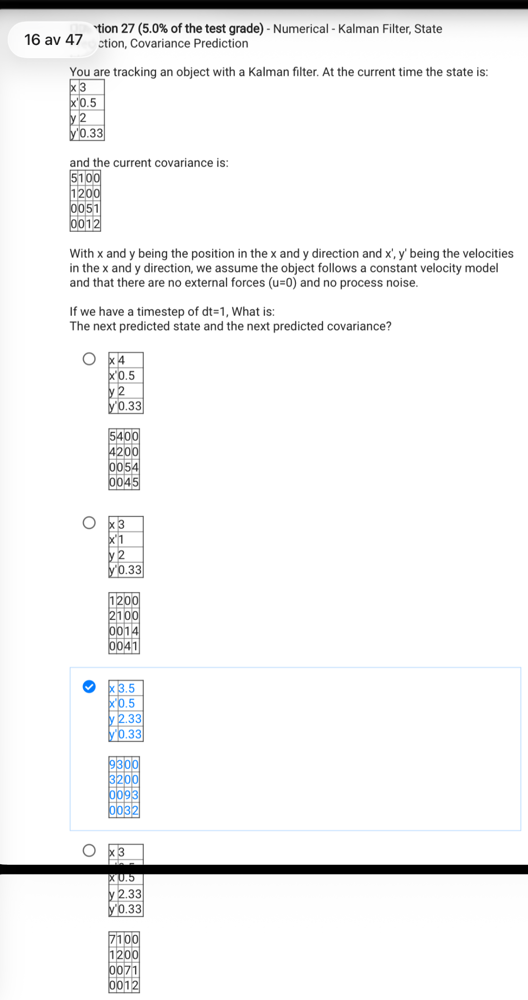 tion 27 (5.0% of the test grade) - Numerical - Kalman Filter, State
16 av 47
ction, Covariance Prediction
You are tracking an object with a Kalman filter. At the current time the state is:
x 3
x' 0.5
y 2
y' 0.33
and the current covariance is:
5 1 0 0
1 2 0 0
0 0 5 1
0 0 1 2
With x and y being the position in the x and y direction and x', y' being the velocities
in the x and y direction, we assume the object follows a constant velocity model
and that there are no external forces (u=0) and no process noise.
If we have a timestep of dt=1, What is:
The next predicted state and the next predicted covariance?
x 4
x' 0.5
y 2
y' 0.33
5 4 0 0
4 2 0 0
0 0 5 4
0 0 4 5
x 3
x' 1
y 2
y' 0.33
1 2 0 0
2 1 0 0
0 0 1 4
0 0 4 1
x 3.5
x' 0.5
y 2.33
y' 0.33
9 3 0 0
3 2 0 0
0 0 9 3
0 0 3 2
x 3
x' 0.5
y 2.33
y' 0.33
7 1 0 0
1 2 0 0
0 0 7 1
0 0 1 2